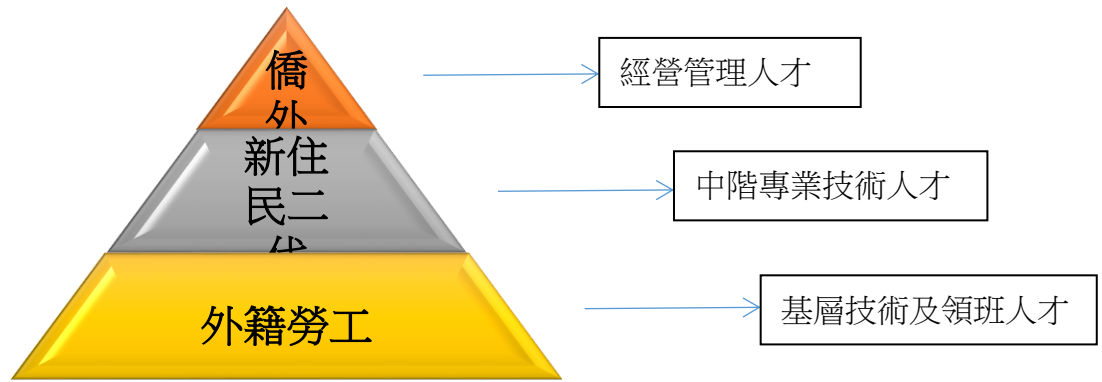 僑
外
經營管理人才
新住
民二
代
中階專業技術人才
外籍勞工
基層技術及領班人才